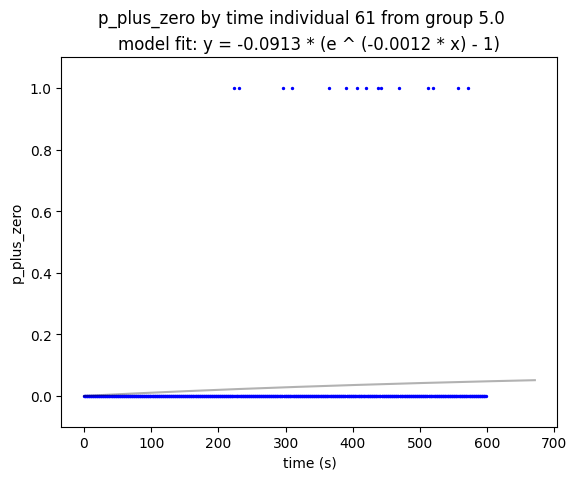 p_plus_zero by time individual 61 from group 5.0
model fit: y = -0.0913 * (e ^ (-0.0012 * x) - 1)
1.0
0.8
0.6
0.4
0.2
0.0
p_plus_zero
0 100 200 300 400 500 600 700
time (s)